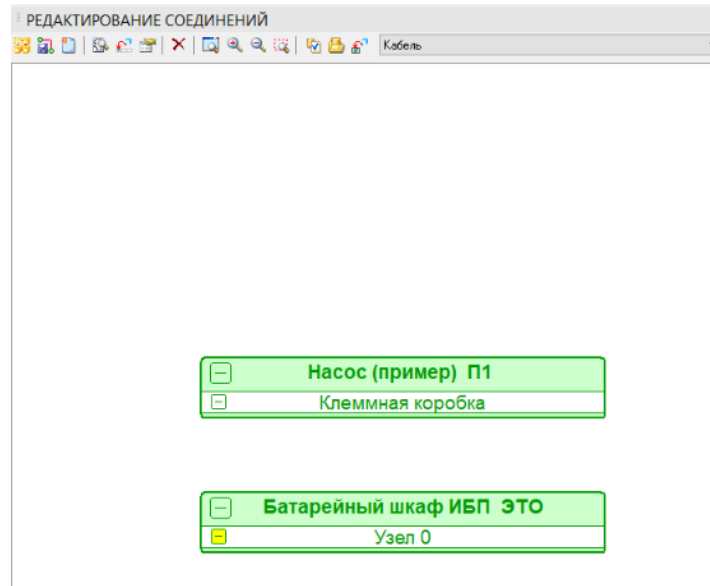 РЕДАКТИРОВАНИЕ СОЕДИНЕНИЙ
Кабель
Насос (пример) П1
Клеммная коробка
Батарейный шкаф ИБП ЭТО
Узел 0